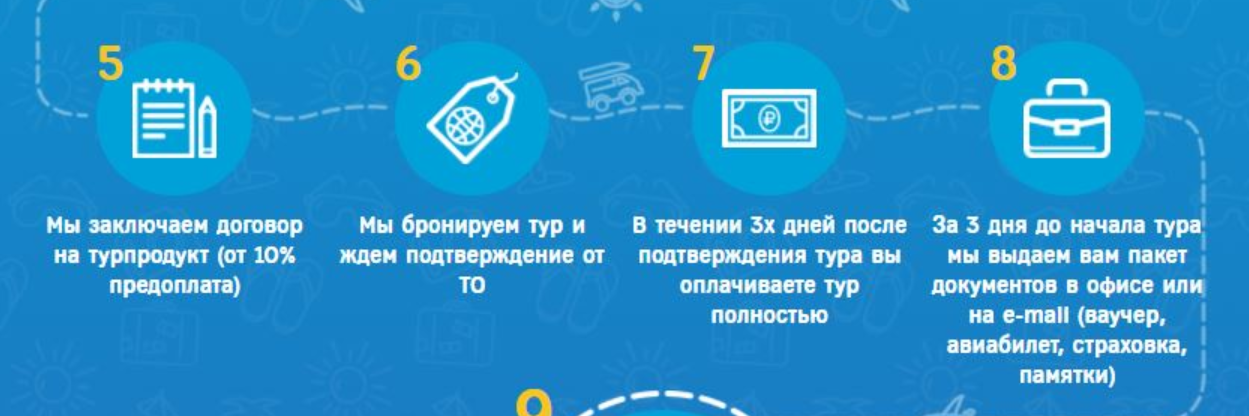 5
Мы заключаем договор
на турпродукт (от 10%
предоплата)
6
Мы бронируем тур и
ждем подтверждение от
ТО
7
В течении 3х дней после
подтверждения тура вы
оплачиваете тур
полностью
8
За 3 дня до начала тура
мы выдаем вам пакет
документов в офисе или
на e-mail (ваучер,
авиабилет, страховка,
памятки)
9